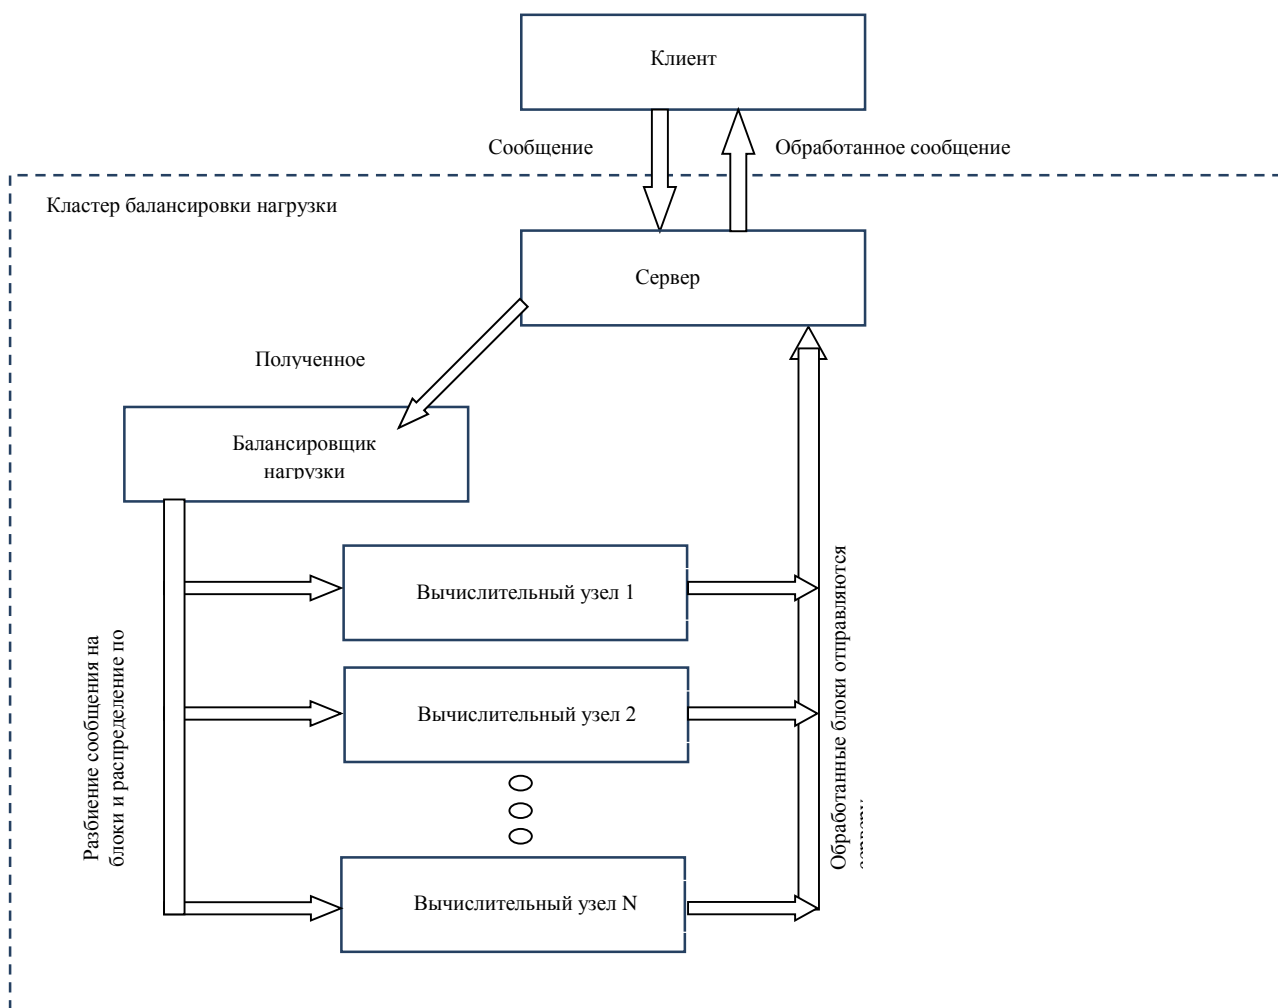 Клиент
Сообщение
Обработанное сообщение
Кластер балансировки нагрузки
Сервер
Полученное
Балансировщик
нагрузки
Вычислительный узел 1
Вычислительный узел 2
Вычислительный узел N
Разбиение сообщения на
блоки и распределение по
Обработанные блоки отправляются